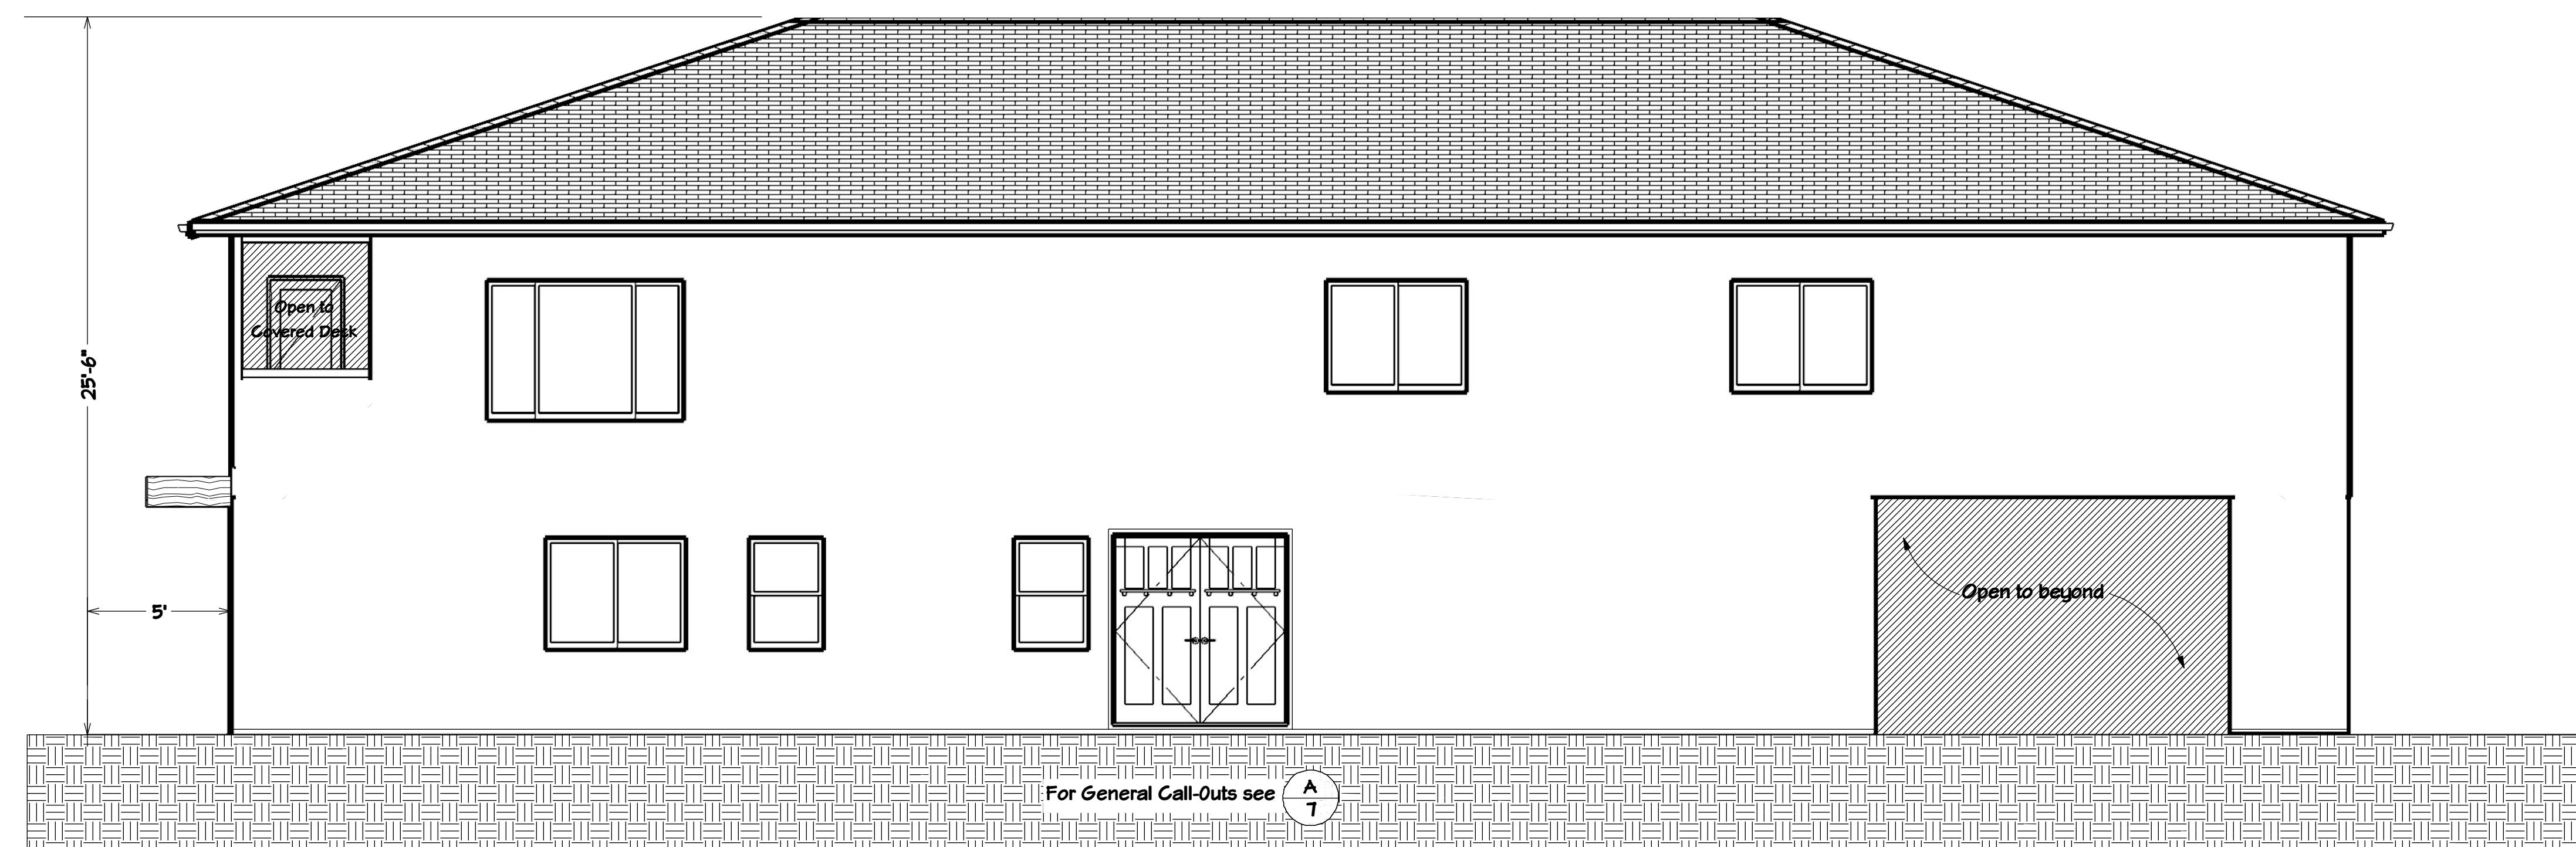 Open to
Covered Deck
25'-6"
5'
Open to beyond
For General Call-Outs see
A
7